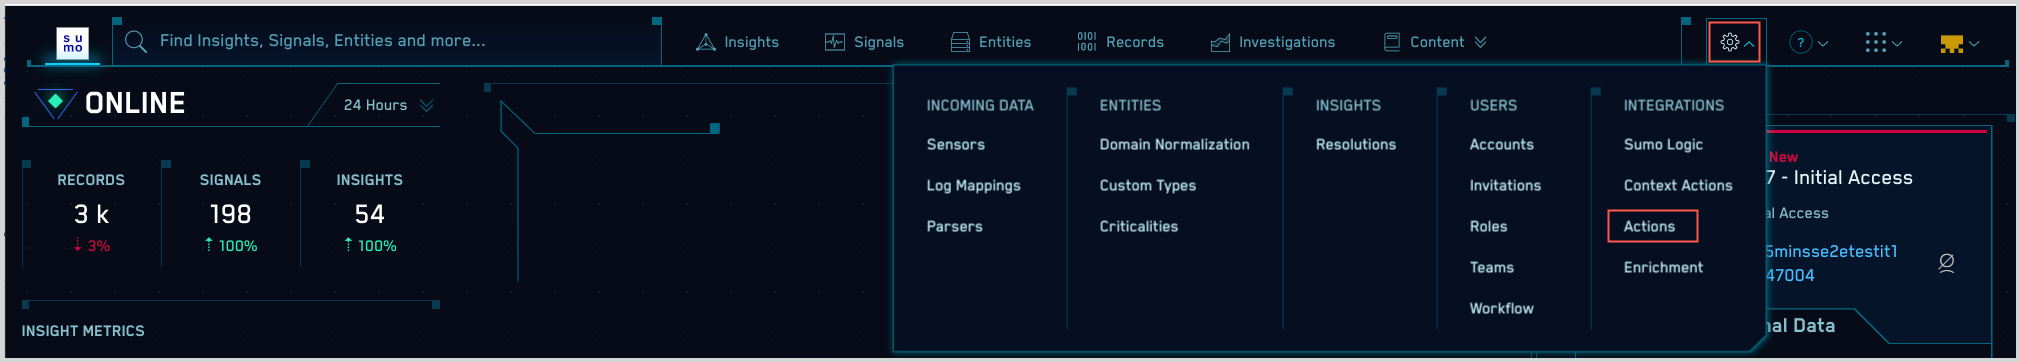 su
mo
Find Insights, Signals, Entities and more...
Insights
Signals
Entities
0101
1001
Records
Investigations
Content
?
ONLINE
24 Hours
RECORDS
3 k
3%
SIGNALS
198
100%
INSIGHTS
54
100%
INSIGHT METRICS
INCOMING DATA
Sensors
Log Mappings
Parsers
ENTITIES
Domain Normalization
Custom Types
Criticalities
INSIGHTS
Resolutions
USERS
Accounts
Invitations
Roles
Teams
Workflow
INTEGRATIONS
Sumo Logic
Context Actions
Actions
Enrichment
New
7 - Initial Access
al Access
5minsse2etestit1
47004
nal Data